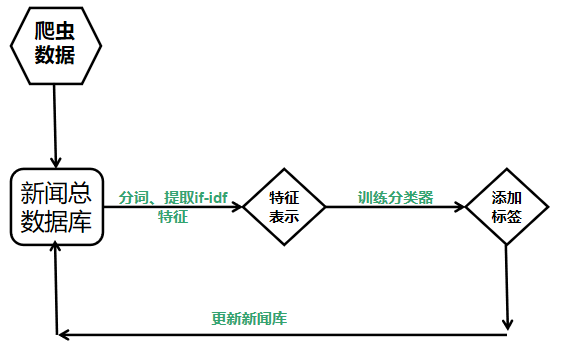 爬虫
数据
新闻总
数据库
分词、提取if-idf
特征
特征
表示
训练分类器
添加
标签
更新新闻库